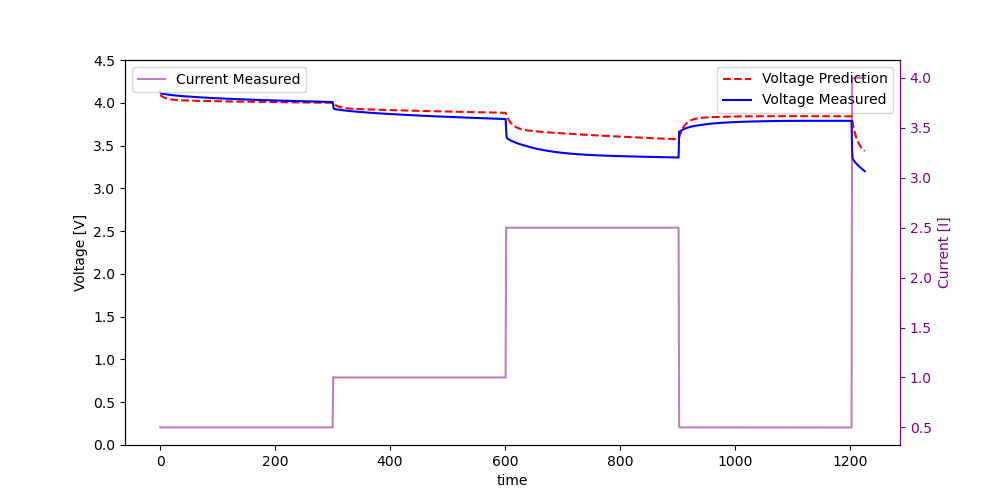 Current Measured
Voltage Prediction
Voltage Measured
4.5
4.0
3.5
3.0
2.5
2.0
1.5
1.0
0.5
0.0
Voltage [V]
4.0
3.5
3.0
2.5
2.0
1.5
1.0
0.5
Current [I]
0 200 400 600 800 1000 1200
time